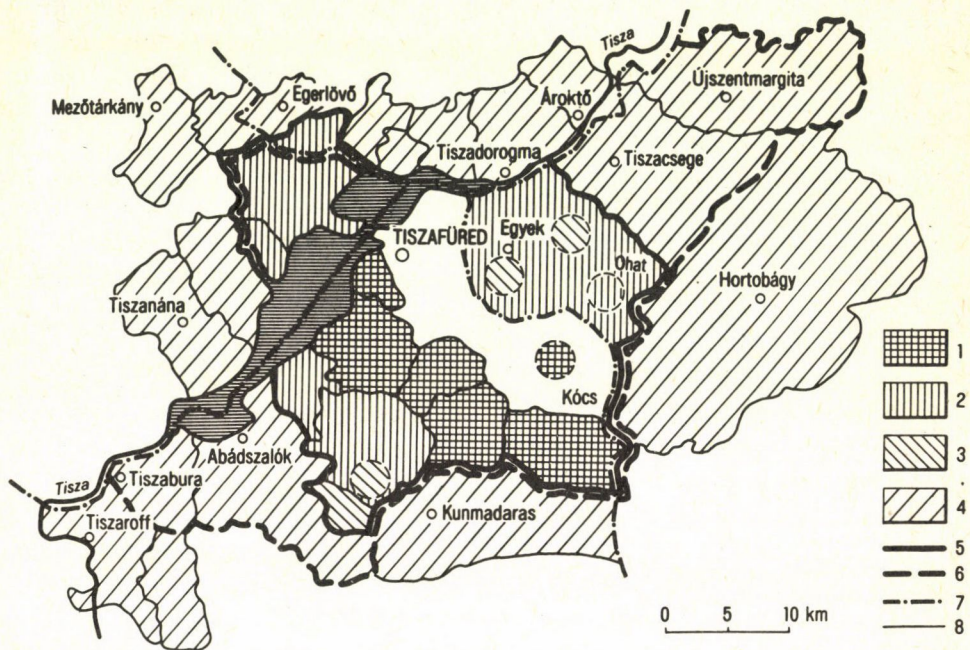 Tisza
Újszentmargita
Mezőtárkány
Egerlövő
Ároktő
Tiszadorogma
Tiszacsege
TISZAFÜRED
Egyek
Ohat
Hortobágy
Tiszanána
Kócs
Abádszalók
Tisza
Tiszabura
Tiszaroff
Kunmadaras
0 5 10 km
1
2
3
4
5
6
7
8